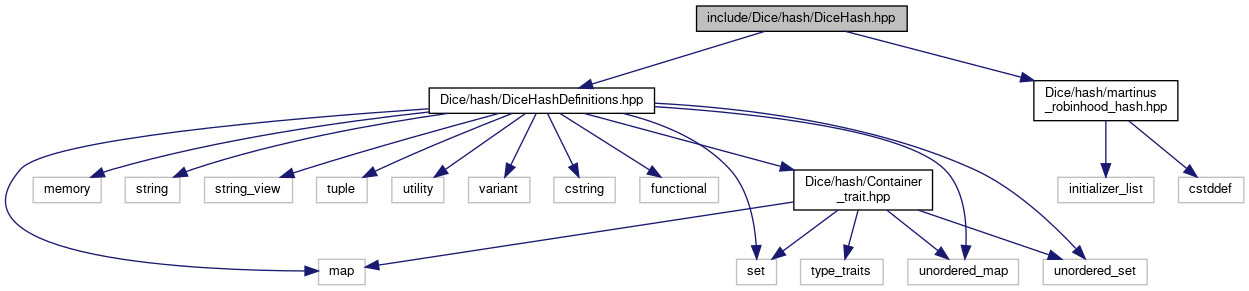 include/Dice/hash/DiceHash.hpp
Dice/hash/DiceHashDefinitions.hpp
Dice/hash/martinus
_robinhood_hash.hpp
memory
string
string_view
tuple
utility
variant
cstring
functional
Dice/hash/Container
_trait.hpp
initializer_list
cstddef
map
set
type_traits
unordered_map
unordered_set